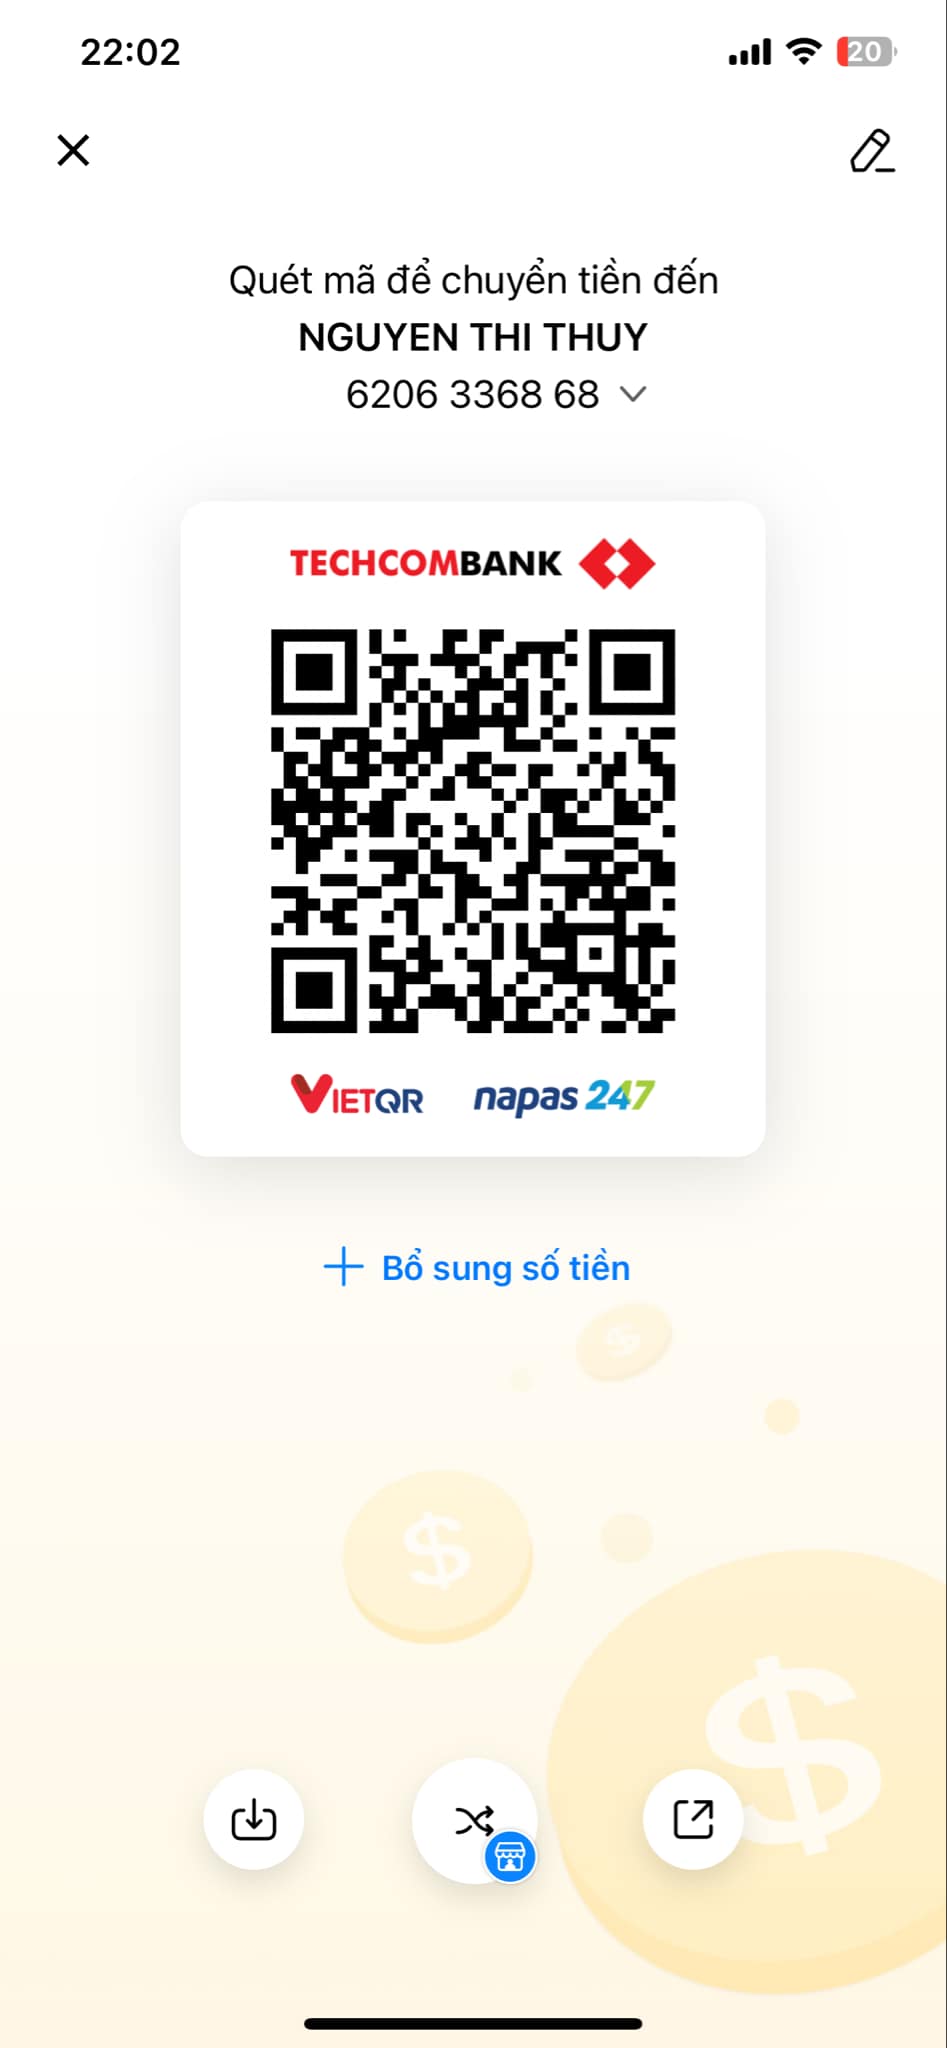 22:02
20
Quét mã để chuyển tiền đến
NGUYEN THI THUY
6206 3368 68
TECHCOMBANK
VIETQR
napas 247
Bổ sung số tiền
$
$
$